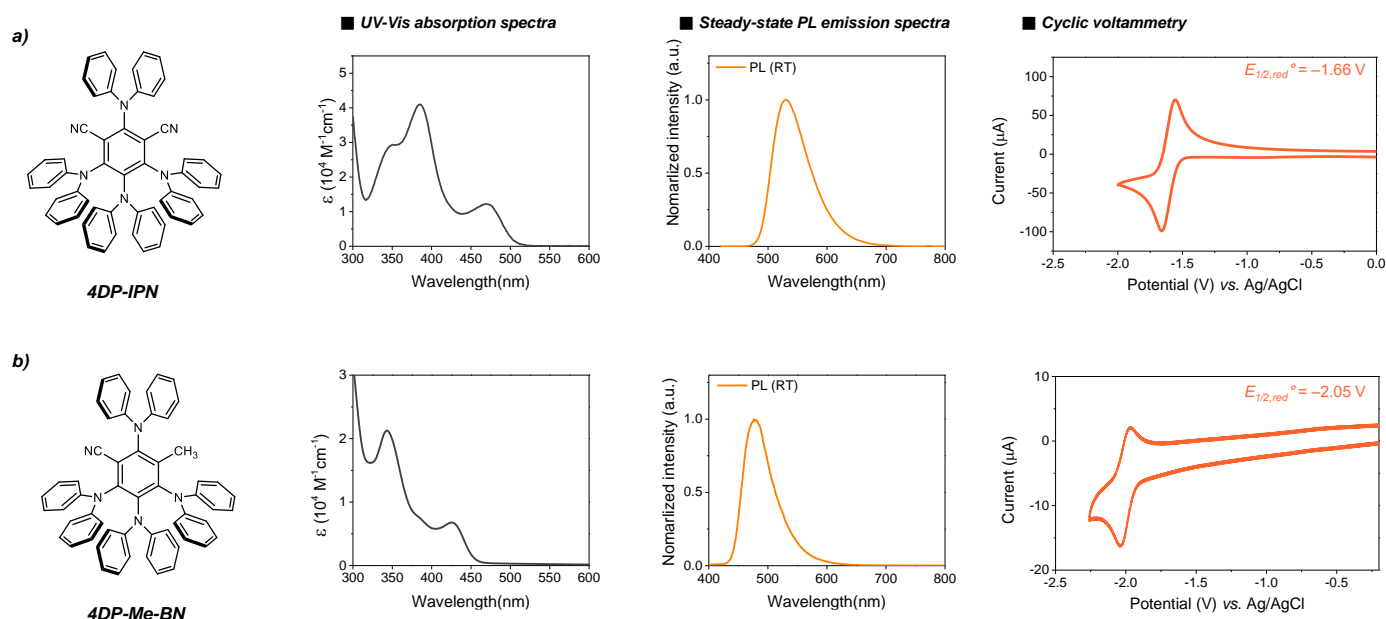 ■ UV-Vis absorption spectra
■ Steady-state PL emission spectra
■ Cyclic voltammetry
a)
N
NC
CN
N
N
N
4DP-IPN
5
4
3
2
1
0
ε (10⁴ M⁻¹cm⁻¹)
300 350 400 450 500 550 600
Wavelength(nm)
PL (RT)
1.0
0.5
0.0
Nomarlized intensity (a.u.)
400 500 600 700 800
Wavelength(nm)
E1/2,red° = –1.66 V
100
50
0
-50
-100
Current (μA)
-2.5 -2.0 -1.5 -1.0 -0.5 0.0
Potential (V) vs. Ag/AgCl
b)
N
NC
CH₃
N
N
N
4DP-Me-BN
3
2
1
0
ε (10⁴ M⁻¹cm⁻¹)
300 350 400 450 500 550 600
Wavelength(nm)
PL (RT)
1.0
0.5
0.0
Nomarlized intensity (a.u.)
400 500 600 700 800
Wavelength(nm)
E1/2,red° = –2.05 V
10
0
-10
-20
Current (μA)
-2.5 -2.0 -1.5 -1.0 -0.5
Potential (V) vs. Ag/AgCl